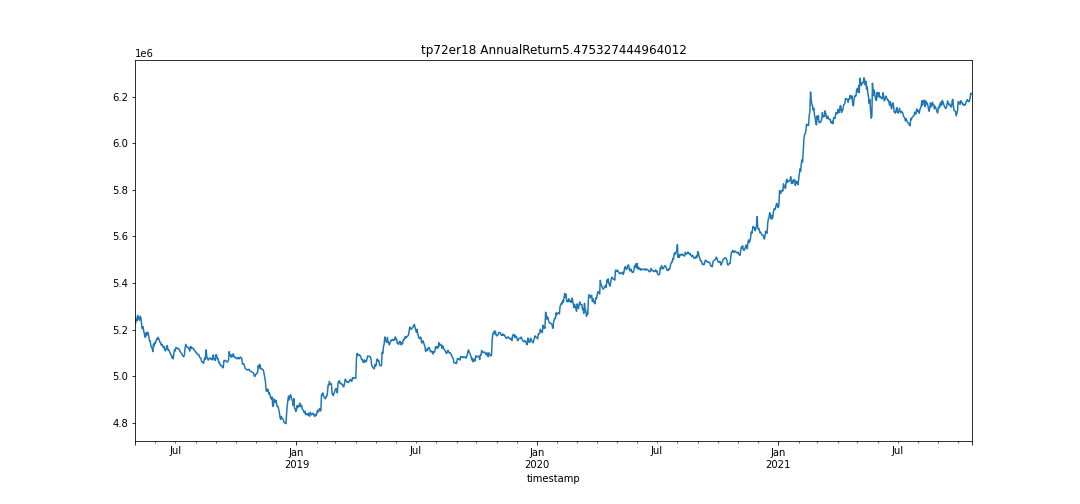 tp72er18 AnnualReturn5.475327444964012
1e6
6.2
6.0
5.8
5.6
5.4
5.2
5.0
4.8
Jul Jan Jul Jan Jul Jan Jul
2019 2020 2021
timestamp